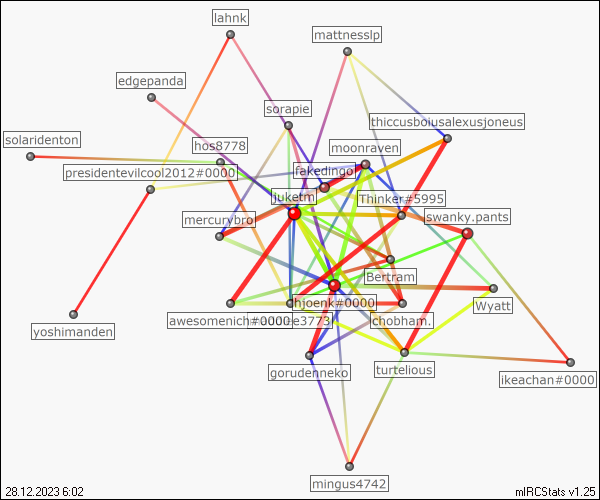 lahnk
mattnesslp
edgepanda
sorapie
thiccusboiusalexusjoneus
solaridenton
hos8778
moonraven
presidentevilcool2012#0000
fakedingo
juketm
Thinker#5995
mercurybro
swanky.pants
Bertram
hjoenk#0000
Wyatt
awesomenich#0000
e3773
chobham.
yoshimanden
gorudenneko
turtelious
ikeachan#0000
mingus4742
28.12.2023 6:02
mIRCStats v1.25